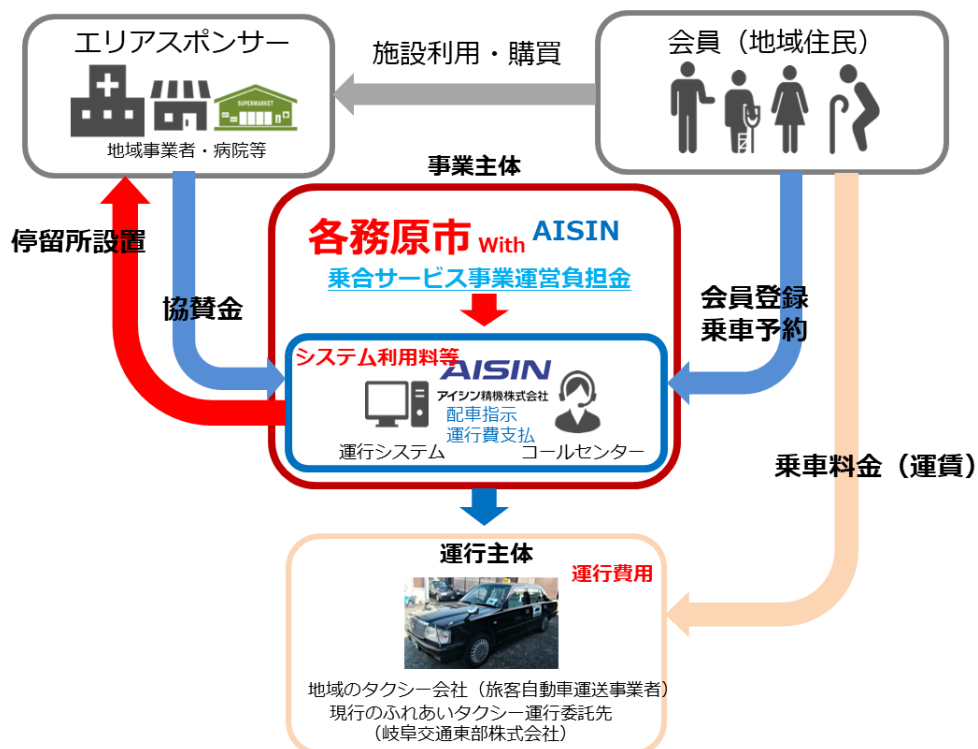 エリアスポンサー
SUPERMARKET
地域事業者・病院等
施設利用・購買
会員（地域住民）
事業主体
各務原市 With AISIN
乗合サービス事業運営負担金
停留所設置
協賛金
会員登録
乗車予約
システム利用料等
AISIN
アイシン精機株式会社
配車指示
運行費支払
運行システム
コールセンター
乗車料金（運賃）
運行主体
運行費用
地域のタクシー会社（旅客自動車運送事業者）
現行のふれあいタクシー運行委託先
（岐阜交通東部株式会社）